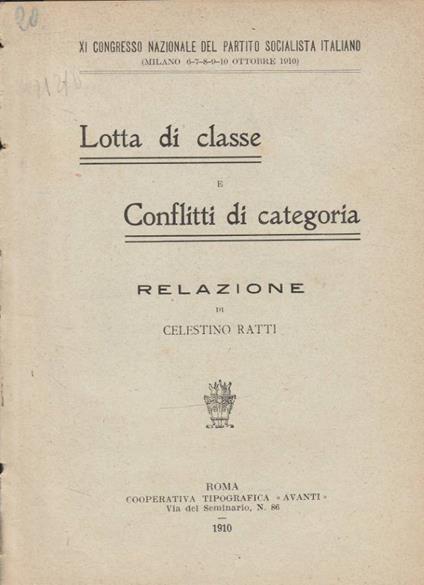 20.
XI CONGRESSO NAZIONALE DEL PARTITO SOCIALISTA ITALIANO
(MILANO 6-7-8-9-10 OTTOBRE 1910)
Lotta di classe
E
Conflitti di categoria
RELAZIONE
DI
CELESTINO RATTI
ROMA
COOPERATIVA TIPOGRAFICA «AVANTI»
Via del Seminario, N. 86
1910